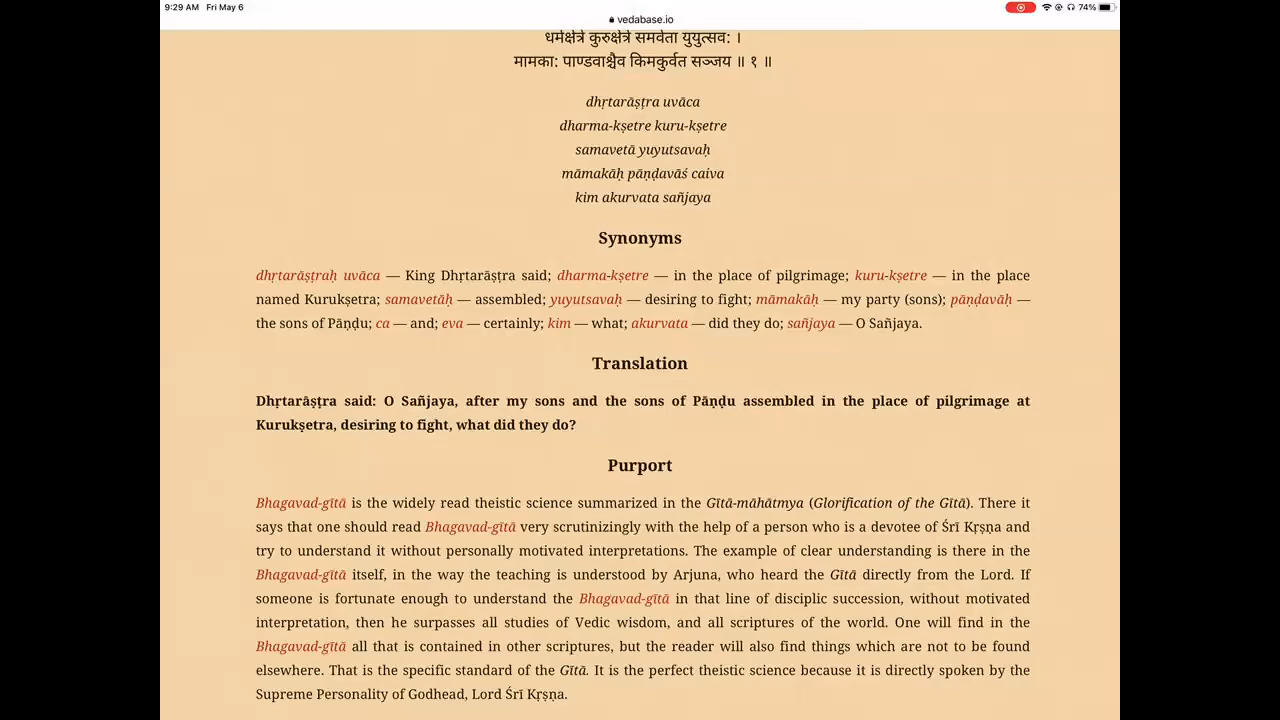 9:29 AM Fri May 6
74%
vedabase.io
धर्मक्षेत्रे कुरुक्षेत्रे समवेता युयुत्सव: ।
मामका: पाण्डवाश्चैव किमकुर्वत सञ्जय ॥ १ ॥
dhṛtarāṣṭra uvāca
dharma-kṣetre kuru-kṣetre
samavetā yuyutsavaḥ
māmakāḥ pāṇḍavāś caiva
kim akurvata sañjaya
Synonyms
dhṛtarāṣṭraḥ uvāca — King Dhṛtarāṣṭra said; dharma-kṣetre — in the place of pilgrimage; kuru-kṣetre — in the place
named Kurukṣetra; samavetāḥ — assembled; yuyutsavaḥ — desiring to fight; māmakāḥ — my party (sons); pāṇḍavāḥ —
the sons of Pāṇḍu; ca — and; eva — certainly; kim — what; akurvata — did they do; sañjaya — O Sañjaya.
Translation
Dhṛtarāṣṭra said: O Sañjaya, after my sons and the sons of Pāṇḍu assembled in the place of pilgrimage at
Kurukṣetra, desiring to fight, what did they do?
Purport
Bhagavad-gītā is the widely read theistic science summarized in the Gītā-māhātmya (Glorification of the Gītā). There it
says that one should read Bhagavad-gītā very scrutinizingly with the help of a person who is a devotee of Śrī Kṛṣṇa and
try to understand it without personally motivated interpretations. The example of clear understanding is there in the
Bhagavad-gītā itself, in the way the teaching is understood by Arjuna, who heard the Gītā directly from the Lord. If
someone is fortunate enough to understand the Bhagavad-gītā in that line of disciplic succession, without motivated
interpretation, then he surpasses all studies of Vedic wisdom, and all scriptures of the world. One will find in the
Bhagavad-gītā all that is contained in other scriptures, but the reader will also find things which are not to be found
elsewhere. That is the specific standard of the Gītā. It is the perfect theistic science because it is directly spoken by the
Supreme Personality of Godhead, Lord Śrī Kṛṣṇa.